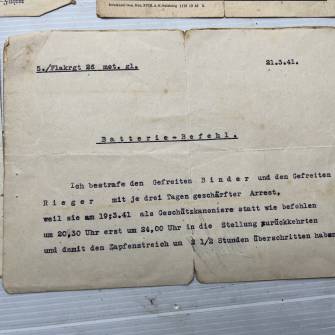 5./Flakrgt 26 mot. gl.
21.3.41.
Batterie-Befehl.
Ich bestrafe den Gefreiten Binder und den Gefreiten
Rieger mit je drei Tagen geschärfter Arrest,
weil sie am 19.3.41 als Geschützkanoniere statt wie befohlen
um 20,30 Uhr erst um 24,00 Uhr in die Stellung zurückkehrten
und damit den Zapfenstreich um 2 1/2 Stunden überschritten haben